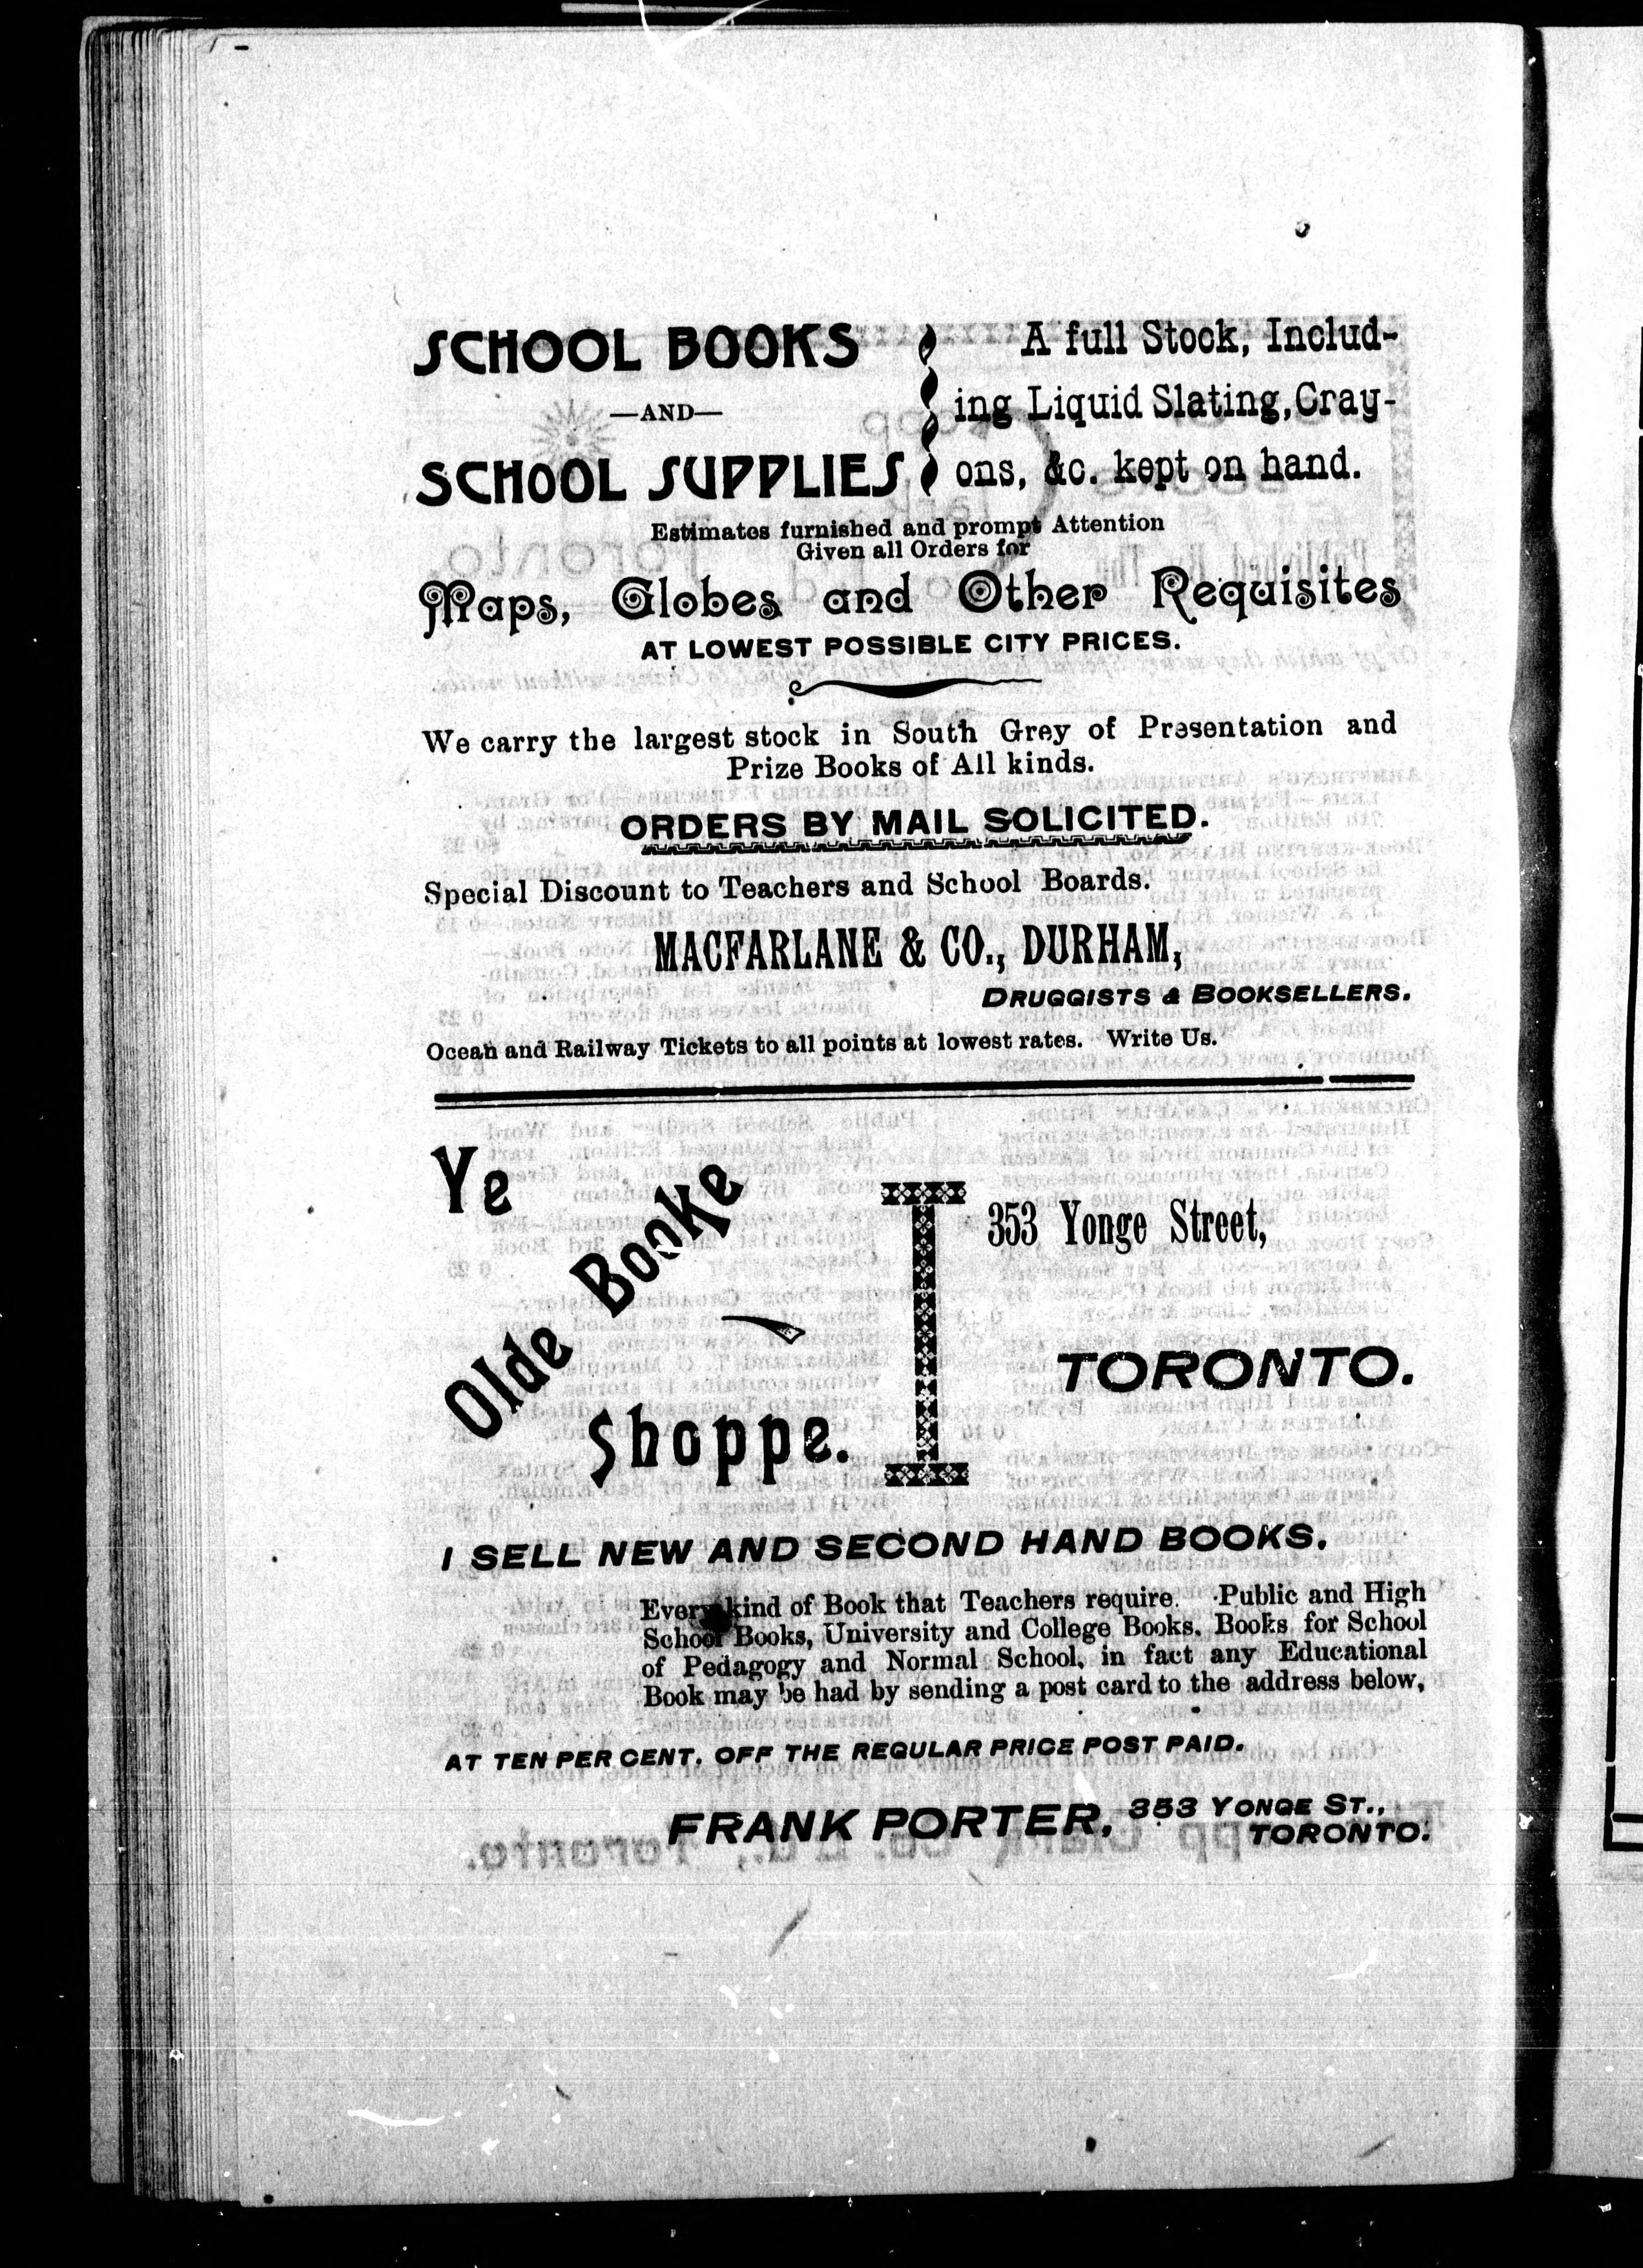 SCHOOL BOOKS
—AND—
SCHOOL SUPPLIES
A full Stock, Includ-
ing Liquid Slating, Cray-
ons, &c. kept on hand.
Estimates furnished and prompt Attention
Given all Orders for
Maps, Globes and Other Requisites
AT LOWEST POSSIBLE CITY PRICES.
We carry the largest stock in South Grey of Presentation and
Prize Books of All kinds.
ORDERS BY MAIL SOLICITED.
Special Discount to Teachers and School Boards.
MACFARLANE & CO., DURHAM,
DRUGGISTS & BOOKSELLERS.
Ocean and Railway Tickets to all points at lowest rates. Write Us.
Ye
Olde Booke
Shoppe.
353 Yonge Street,
TORONTO.
I SELL NEW AND SECOND HAND BOOKS.
Every kind of Book that Teachers require. Public and High
School Books, University and College Books. Books for School
of Pedagogy and Normal School, in fact any Educational
Book may be had by sending a post card to the address below,
AT TEN PER CENT. OFF THE REGULAR PRICE POST PAID.
FRANK PORTER, 353 YONGE ST.,
TORONTO.